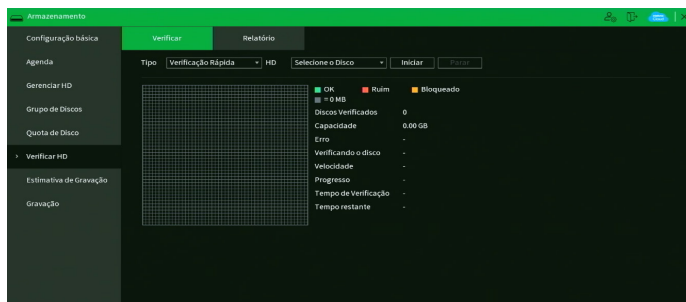 Armazenamento
Configuração básica
Verificar
Relatório
Agenda
Tipo Verificação Rápida HD Selecione o Disco Iniciar Parar
Gerenciar HD
OK Ruim Bloqueado
= 0 MB
Grupo de Discos
Discos Verificados 0
Capacidade 0.00 GB
Quota de Disco
Erro -
Verificar HD
Verificando o disco -
Velocidade -
Estimativa de Gravação
Progresso -
Tempo de Verificação -
Gravação
Tempo restante -